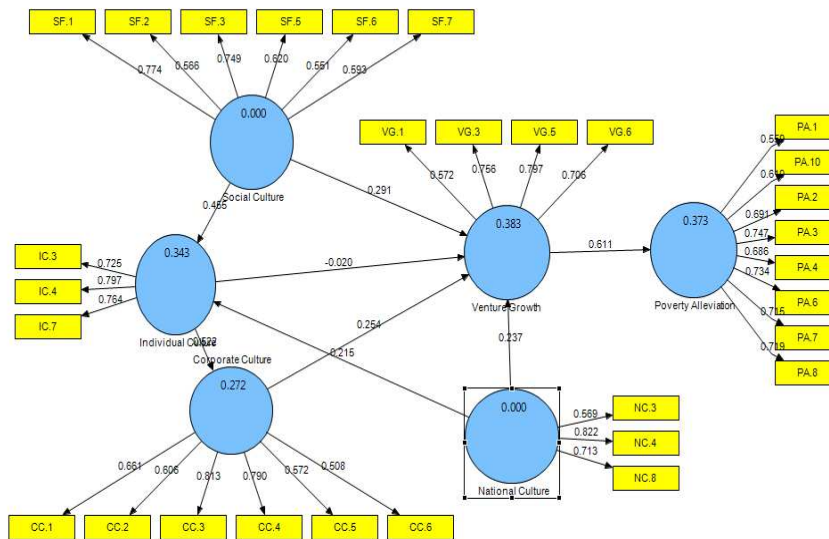 SF.1
SF.2
SF.3
SF.5
SF.6
SF.7
0.774
0.566
0.749
0.620
0.551
0.593
0.000
Social Culture
VG.1
VG.3
VG.5
VG.6
0.572
0.756
0.797
0.706
0.291
0.455
0.383
Venture Growth
0.611
0.373
Poverty Alleviation
PA.1
PA.10
PA.2
PA.3
PA.4
PA.6
PA.7
PA.8
0.691
0.747
0.686
0.734
0.715
0.719
IC.3
IC.4
IC.7
0.725
0.797
0.764
0.343
Individual Culture
-0.020
0.522
Corporate Culture
0.254
0.215
0.237
0.272
0.661
0.813
0.790
0.572
0.508
CC.1
CC.2
CC.3
CC.4
CC.5
CC.6
0.000
National Culture
0.569
0.822
0.713
NC.3
NC.4
NC.8